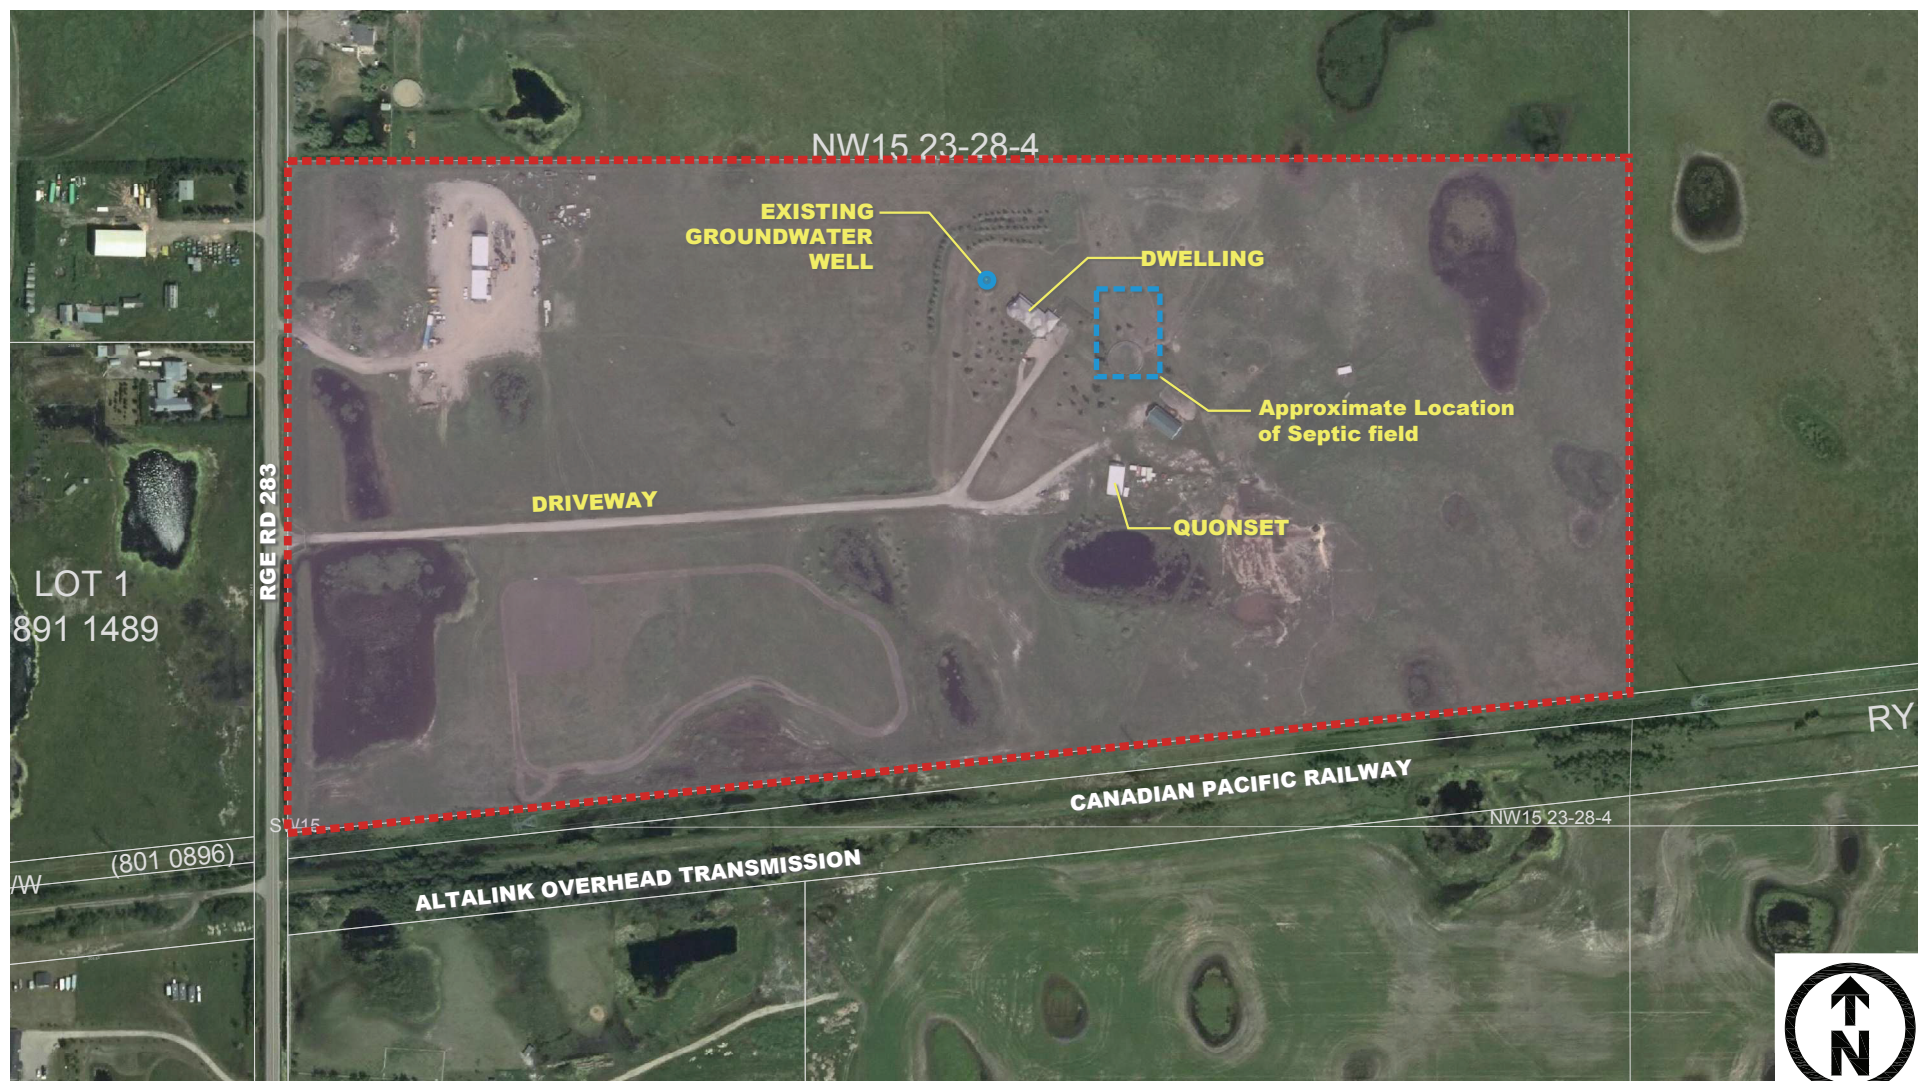 NW15 23-28-4
EXISTING
GROUNDWATER
WELL
DWELLING
Approximate Location
of Septic field
DRIVEWAY
QUONSET
RGE RD 283
LOT 1
891 1489
RY
CANADIAN PACIFIC RAILWAY
NW15 23-28-4
SW15
(801 0896)
/W
ALTALINK OVERHEAD TRANSMISSION
N